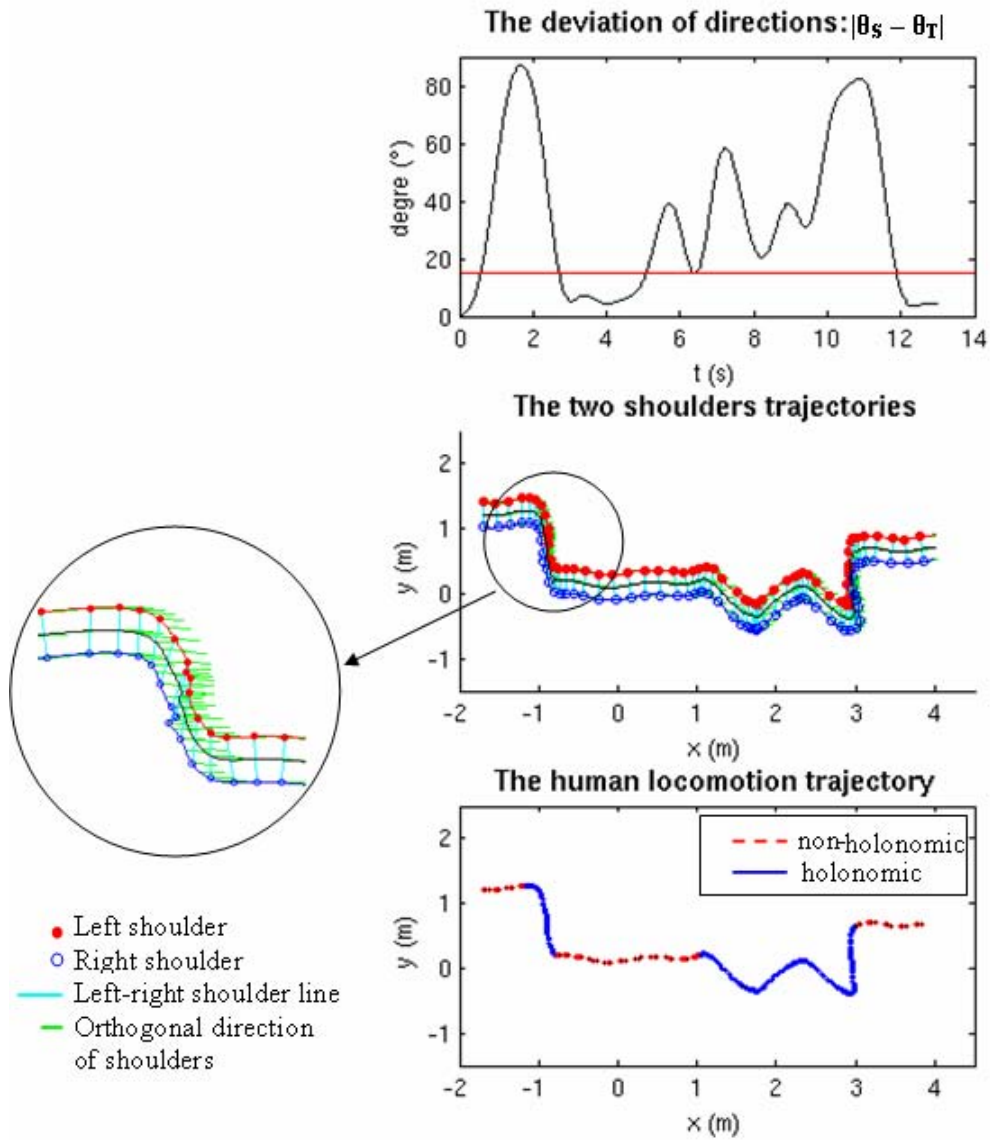 The deviation of directions: |θS − θT|
80
60
40
20
0
degre (°)
0 2 4 6 8 10 12 14
t (s)
The two shoulders trajectories
2
1
0
-1
y (m)
-2 -1 0 1 2 3 4
x (m)
The human locomotion trajectory
non-holonomic
holonomic
2
1
0
-1
y (m)
-2 -1 0 1 2 3 4
x (m)
Left shoulder
Right shoulder
Left-right shoulder line
Orthogonal direction
of shoulders